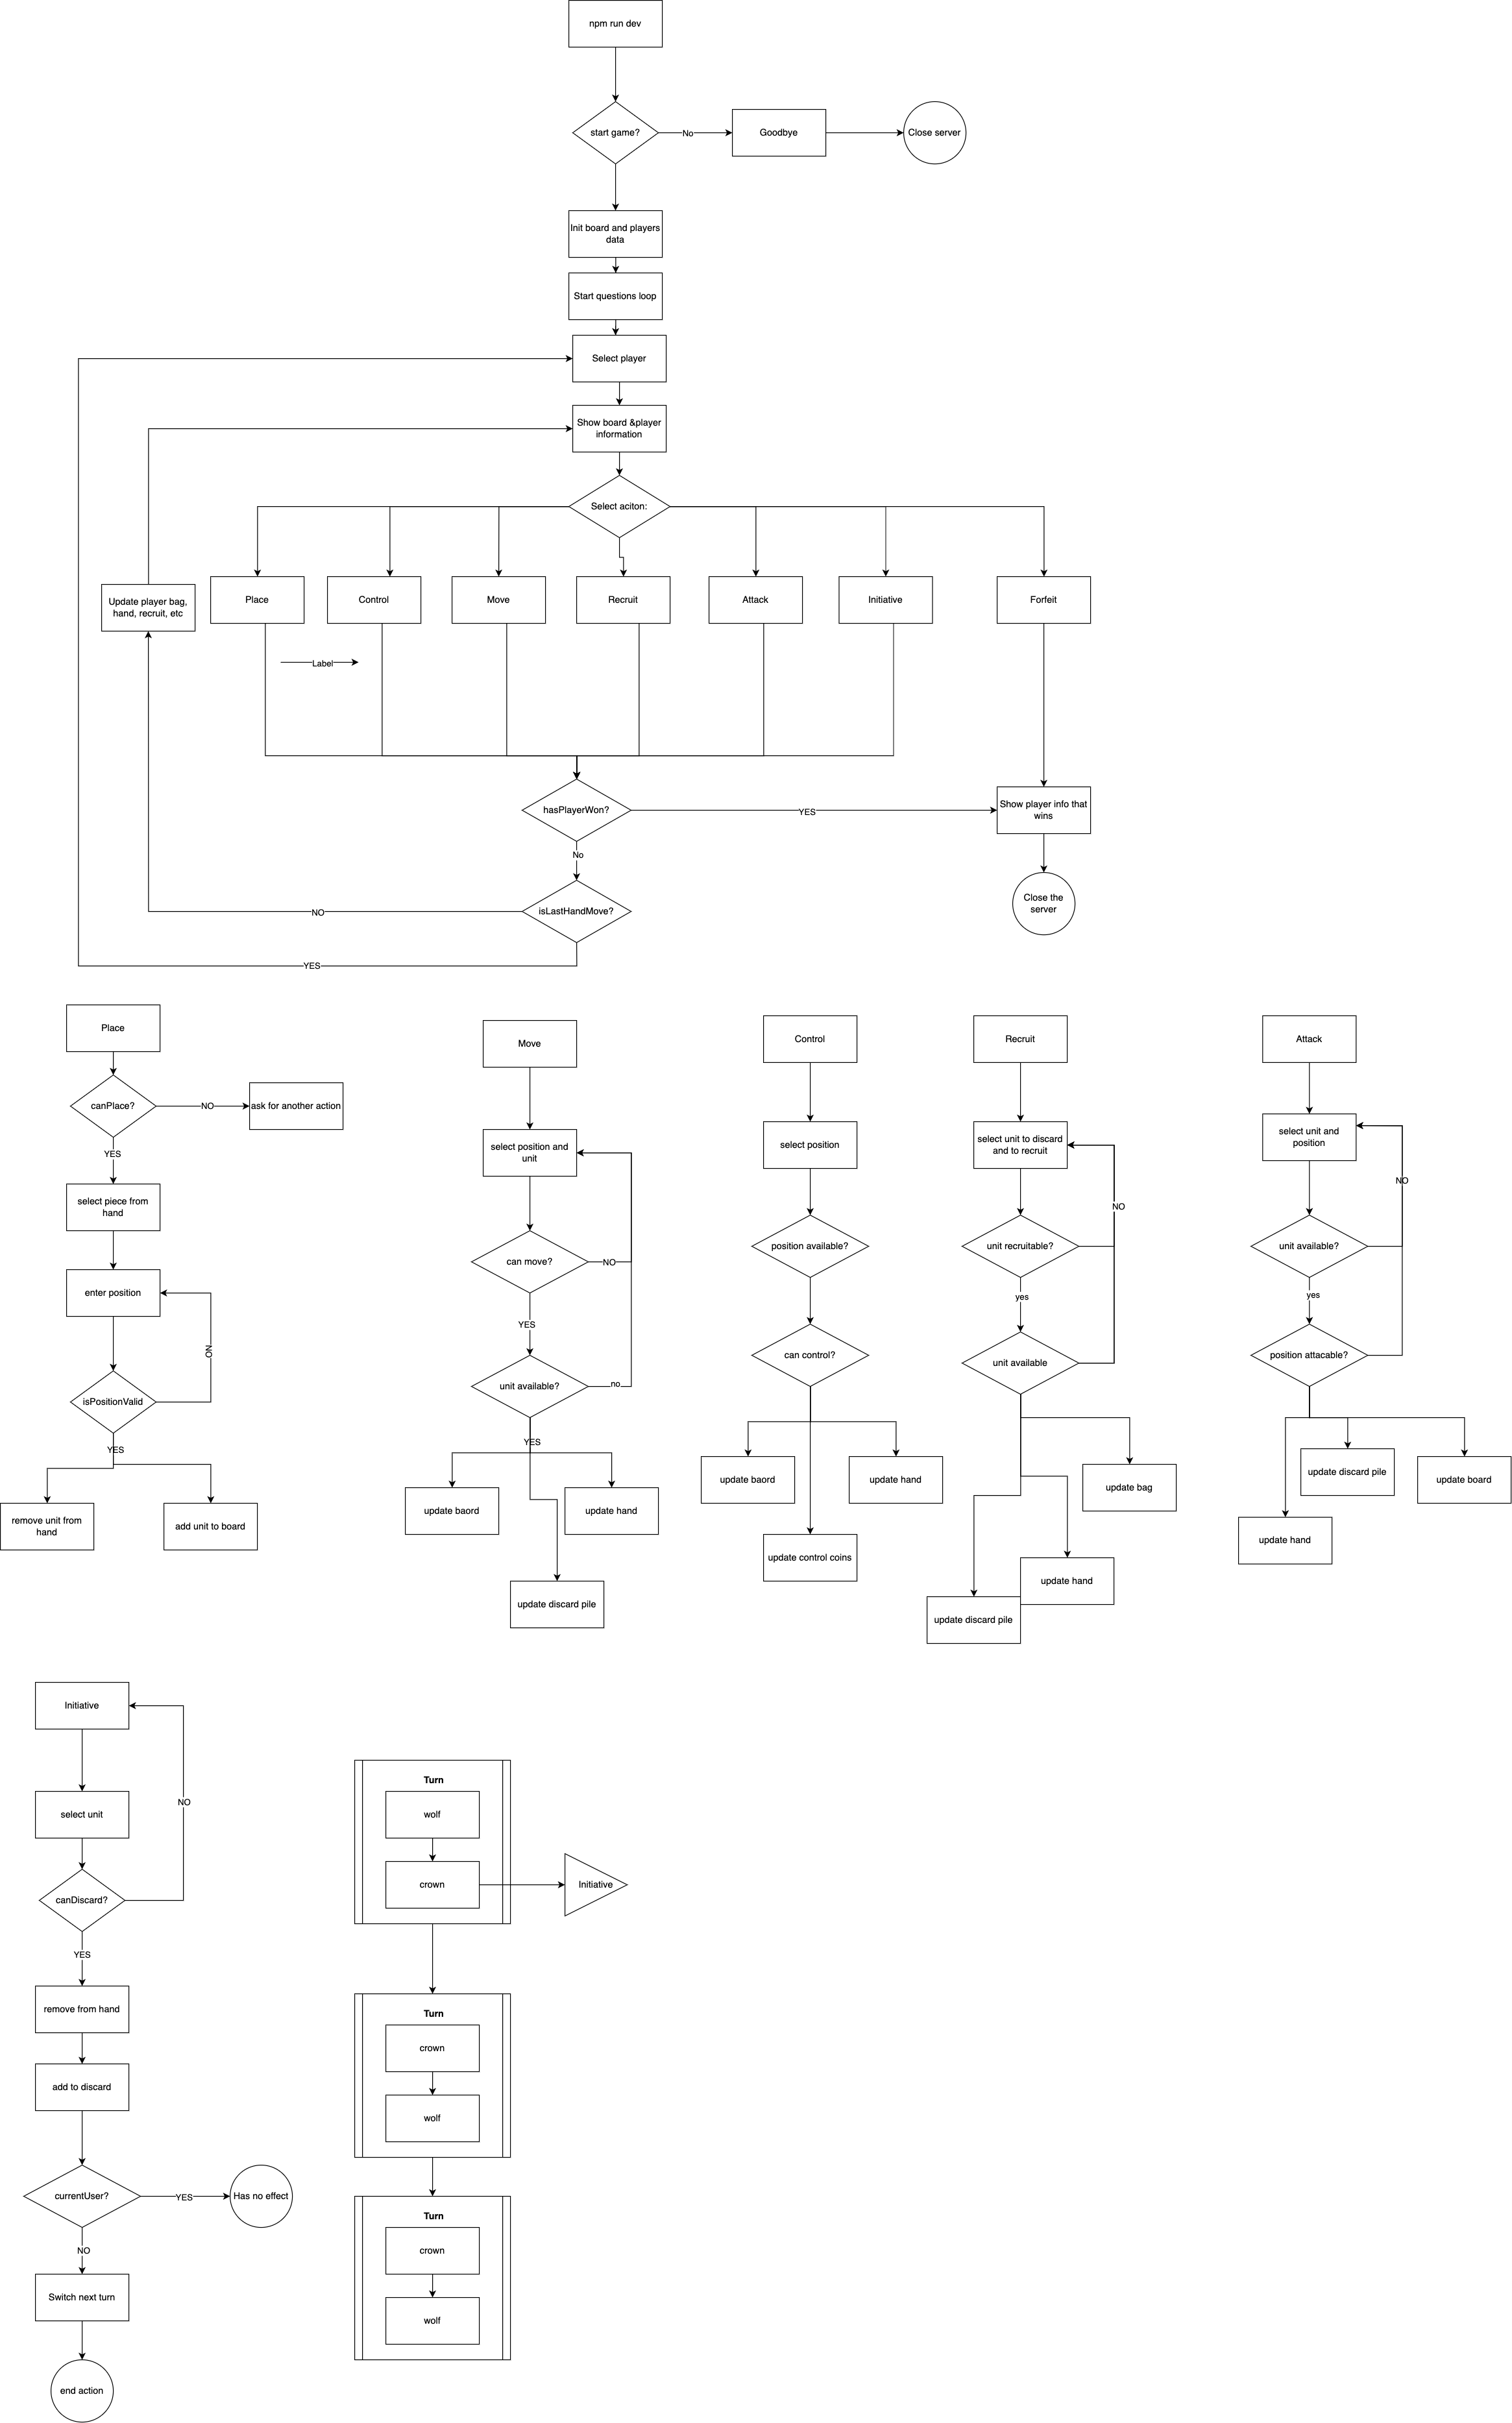 npm run dev
start game?
No
Goodbye
Close server
Init board and players
data
Start questions loop
Select player
Show board &player
information
Select aciton:
Update player bag,
hand, recruit, etc
Place
Control
Move
Recruit
Attack
Initiative
Forfeit
Label
hasPlayerWon?
YES
Show player info that
wins
No
isLastHandMove?
NO
Close the
server
YES
Place
canPlace?
NO
ask for another action
YES
select piece from
hand
enter position
NO
isPositionValid
YES
remove unit from
hand
add unit to board
Move
select position and
unit
can move?
NO
YES
unit available?
no
YES
update baord
update hand
update discard pile
Control
select position
position available?
can control?
update baord
update hand
update control coins
Recruit
select unit to discard
and to recruit
NO
unit recruitable?
yes
unit available
update bag
update hand
update discard pile
Attack
select unit and
position
NO
unit available?
yes
position attacable?
update discard pile
update board
update hand
Initiative
select unit
NO
canDiscard?
YES
remove from hand
add to discard
currentUser?
YES
Has no effect
NO
Switch next turn
end action
Turn
wolf
crown
Initiative
Turn
crown
wolf
Turn
crown
wolf